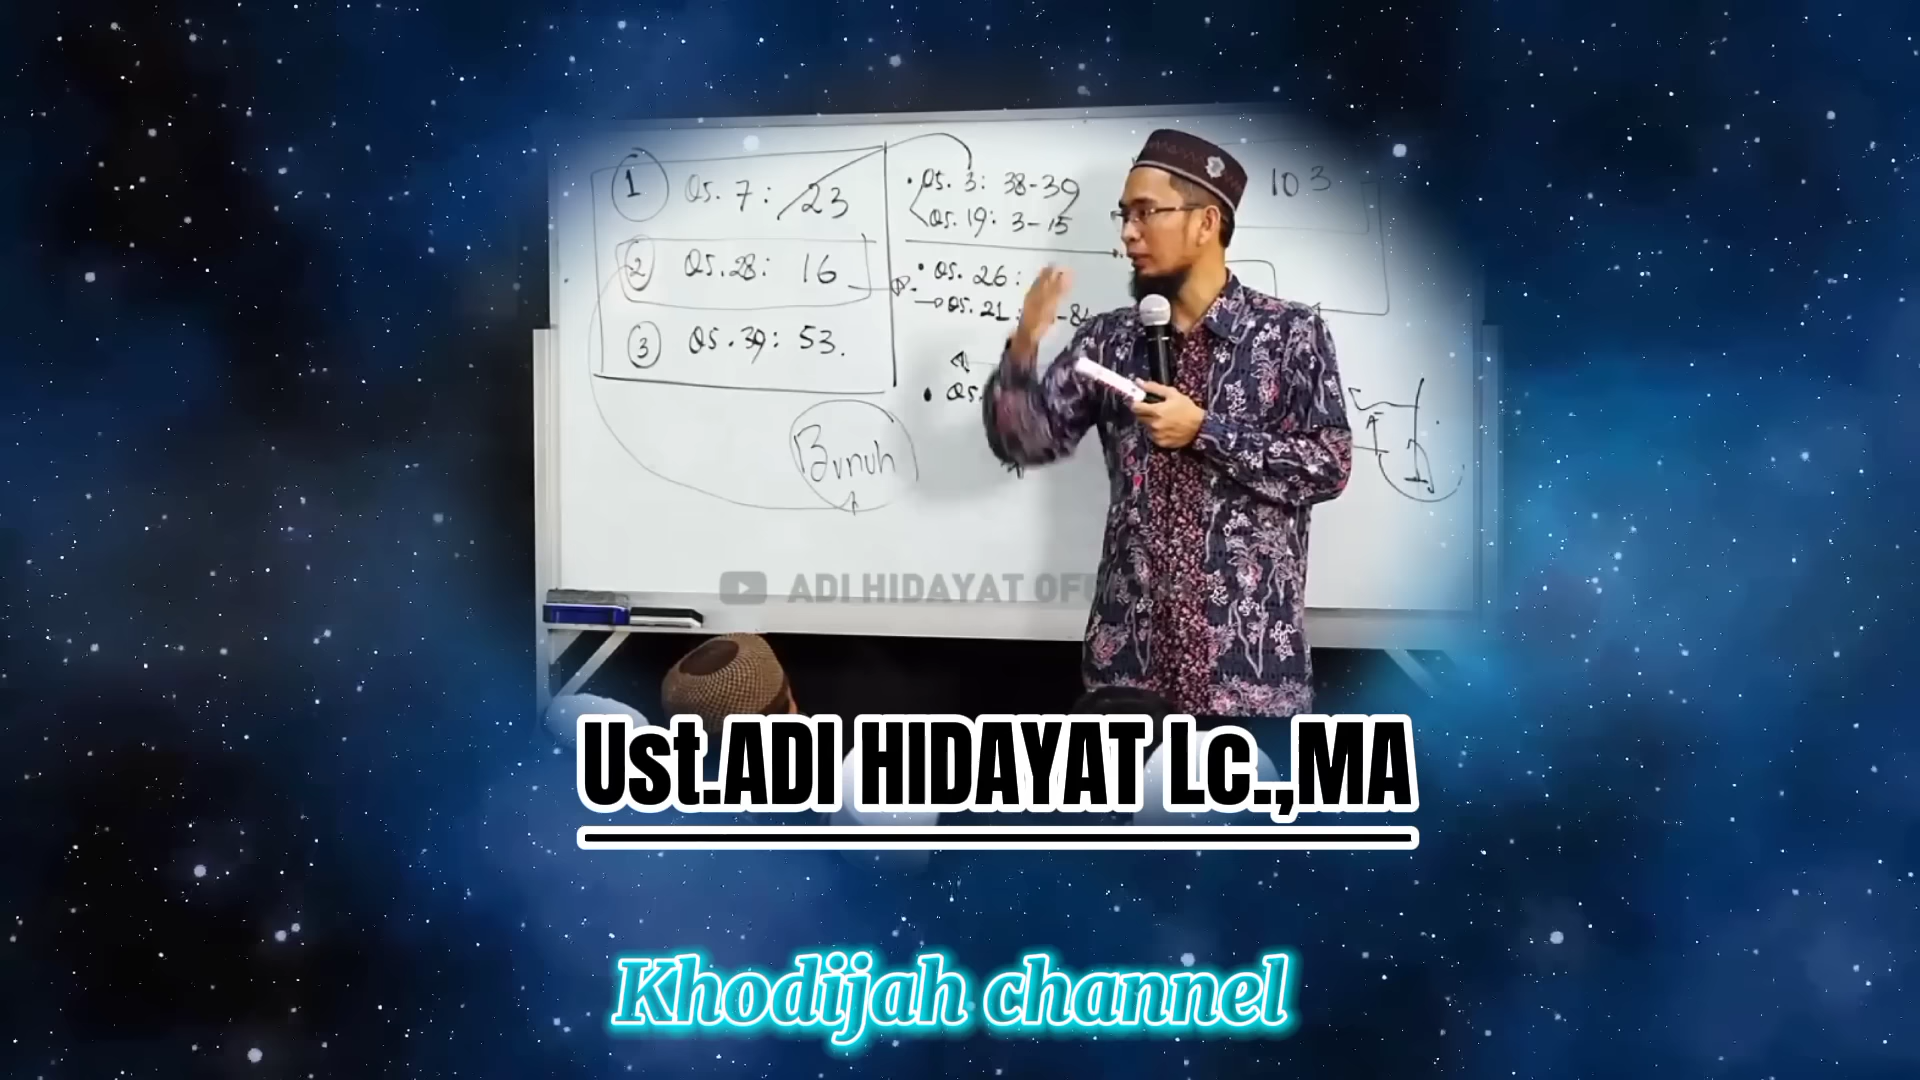 1 QS. 7: 23
2 QS. 28: 16
3 QS. 39: 53.
Bunuh
• QS. 3: 38-39
QS. 19: 3-15
• QS. 26:
QS. 21:
• QS.
103
ADI HIDAYAT
Ust.ADI HIDAYAT Lc.,MA
Khodijah channel